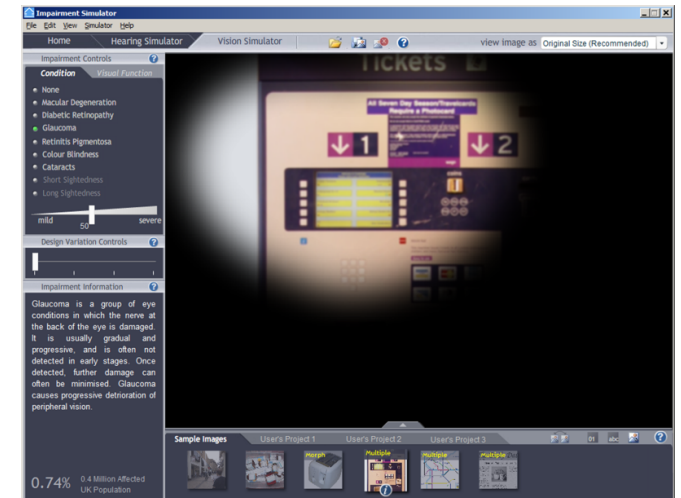 Impairment Simulator
File Edit View Simulator Help
Home
Hearing Simulator
Vision Simulator
view image as
Original Size (Recommended)
Impairment Controls
Condition
Visual Function
None
Macular Degeneration
Diabetic Retinopathy
Glaucoma
Retinitis Pigmentosa
Colour Blindness
Cataracts
Short Sightedness
Long Sightedness
mild
50
severe
Design Variation Controls
Impairment Information
Glaucoma is a group of eye
conditions in which the nerve at
the back of the eye is damaged.
It is usually gradual and
progressive, and is often not
detected in early stages. Once
detected, further damage can
often be minimised. Glaucoma
causes progressive detrioration of
peripheral vision.
0.74%
0.4 Million Affected
UK Population
Tickets
All Seven Day Season/Travelcards
Require a Photocard
1
2
Sample Images
User's Project 1
User's Project 2
User's Project 3
01
abc
Morph
Multiple
Multiple
Multiple